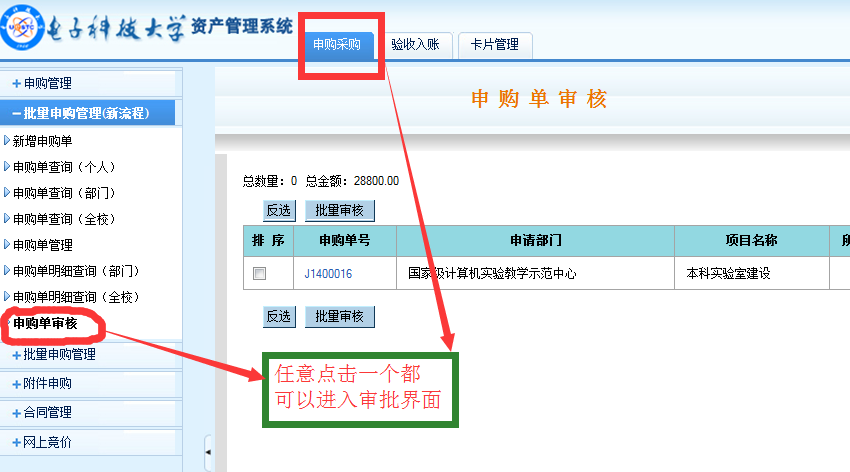 电子科技大学 资产管理系统
申购采购 验收入账 卡片管理
+申购管理
-批量申购管理(新流程)
新增申购单
申购单查询(个人)
申购单查询(部门)
申购单查询(全校)
申购单管理
申购单明细查询(部门)
申购单明细查询(全校)
申购单审核
+批量申购管理
+附件申购
+合同管理
+网上竞价
申购单审核
总数量: 0 总金额: 28800.00
反选 批量审核
排 序 申购单号 申请部门 项目名称
J1400016 国家级计算机实验教学示范中心 本科实验室建设
反选 批量审核
任意点击一个都
可以进入审批界面